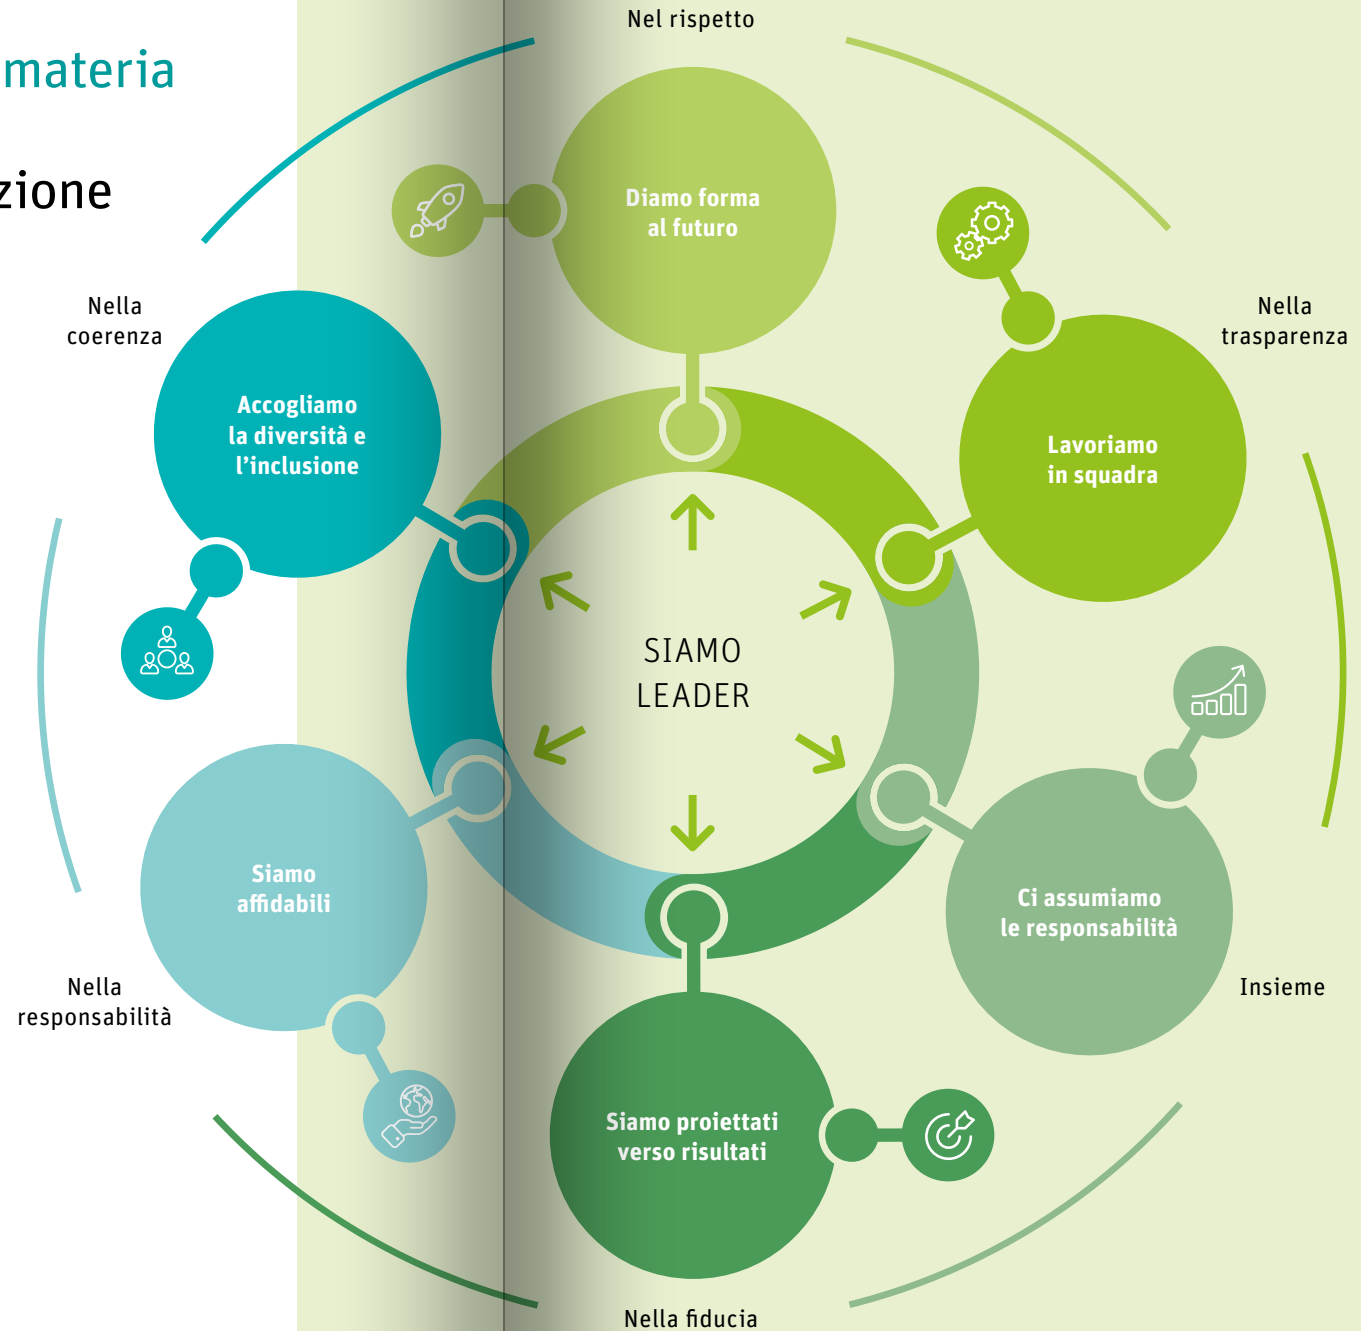 materia
zione
Nel rispetto
Diamo forma
al futuro
Nella
coerenza
Nella
trasparenza
Accogliamo
la diversità e
l'inclusione
Lavoriamo
in squadra
SIAMO
LEADER
Siamo
affidabili
Ci assumiamo
le responsabilità
Nella
responsabilità
Insieme
Siamo proiettati
verso risultati
Nella fiducia